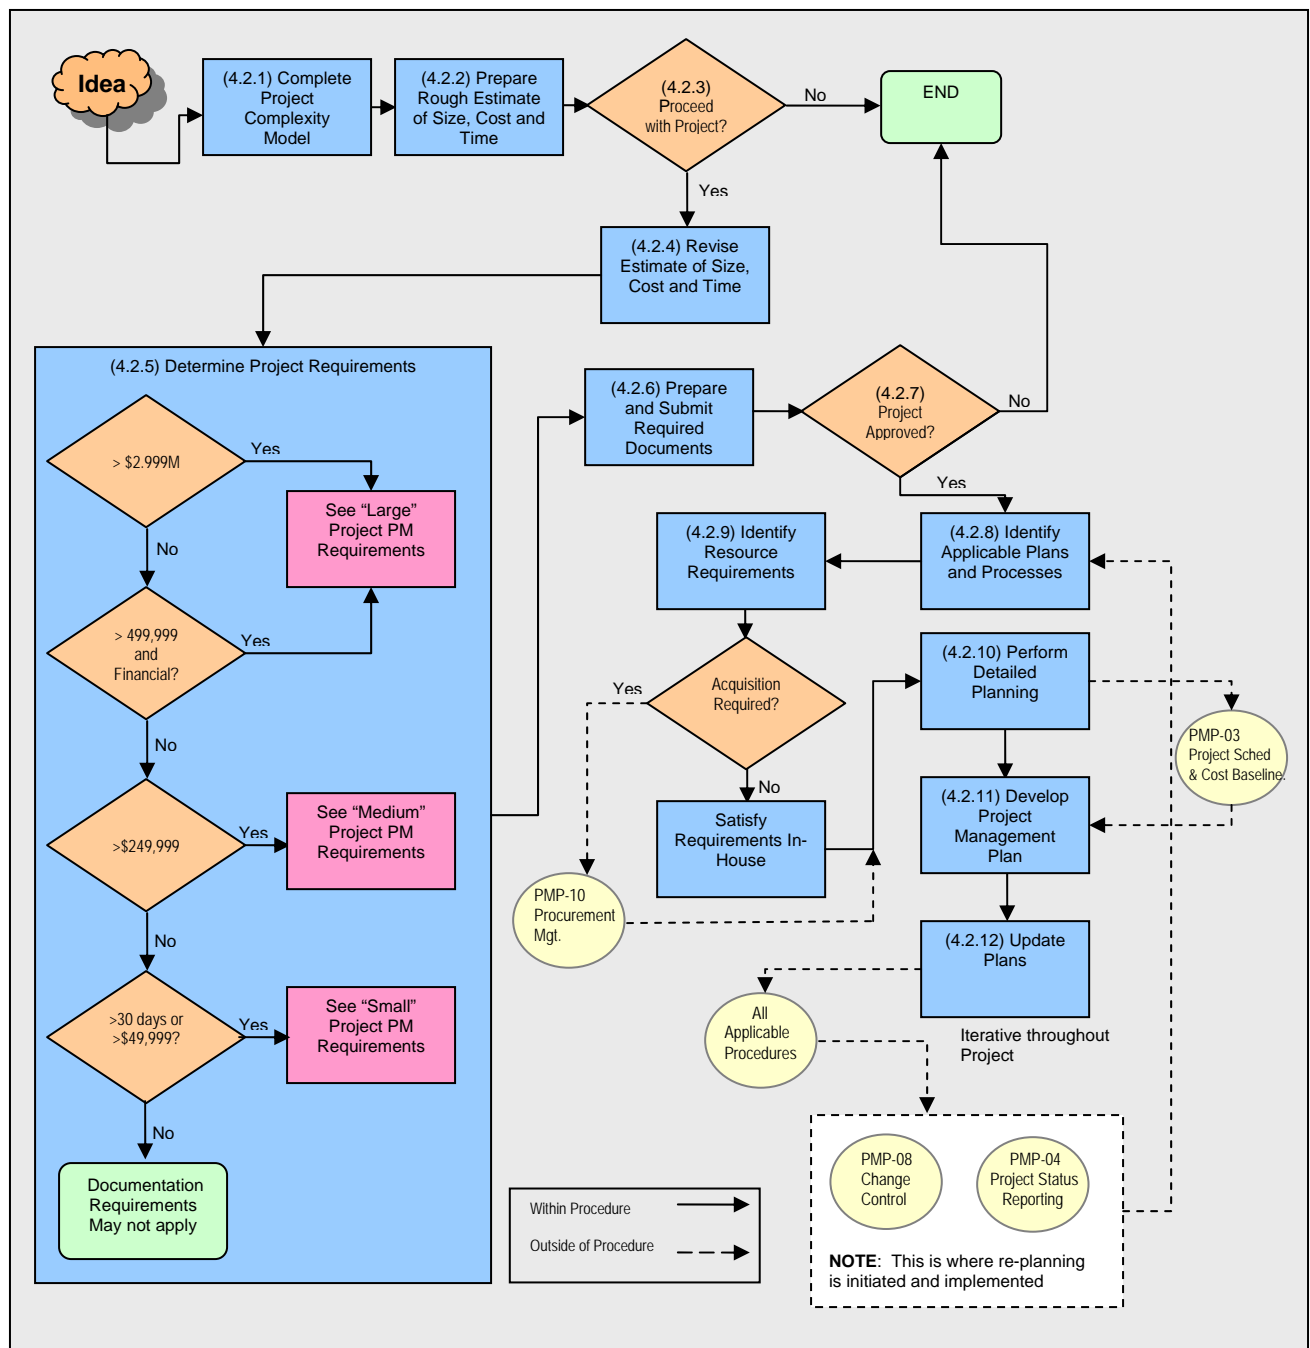 Idea
(4.2.1) Complete
Project
Complexity
Model
(4.2.2) Prepare
Rough Estimate
of Size, Cost and
Time
(4.2.3)
Proceed
with Project?
No
END
Yes
(4.2.4) Revise
Estimate of Size,
Cost and Time
(4.2.5) Determine Project Requirements
> $2.999M
Yes
See “Large”
Project PM
Requirements
No
> 499,999
and
Financial?
Yes
No
>$249,999
Yes
See “Medium”
Project PM
Requirements
No
>30 days or
>$49,999?
Yes
See “Small”
Project PM
Requirements
No
Documentation
Requirements
May not apply
(4.2.6) Prepare
and Submit
Required
Documents
(4.2.7)
Project
Approved?
No
Yes
(4.2.8) Identify
Applicable Plans
and Processes
(4.2.9) Identify
Resource
Requirements
Acquisition
Required?
Yes
No
Satisfy
Requirements In-
House
PMP-10
Procurement
Mgt.
(4.2.10) Perform
Detailed
Planning
PMP-03
Project Sched
& Cost Baseline.
(4.2.11) Develop
Project
Management
Plan
(4.2.12) Update
Plans
Iterative throughout
Project
All
Applicable
Procedures
PMP-08
Change
Control
PMP-04
Project Status
Reporting
NOTE: This is where re-planning
is initiated and implemented
Within Procedure
Outside of Procedure